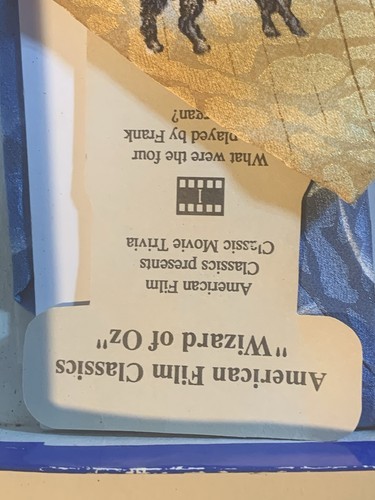 American Film Classics
"Wizard of Oz"
American Film
Classics presents
Classic Movie Trivia
1
What were the four
played by Frank